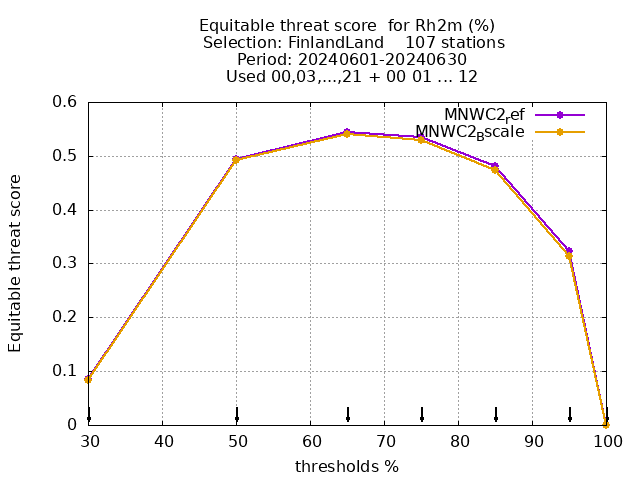 Equitable threat score  for Rh2m (%)
Selection: FinlandLand    107 stations
Period: 20240601-20240630
Used 00,03,...,21 + 00 01 ... 12
MNWC2_ref
MNWC2_Bscale
Equitable threat score
0.6
0.5
0.4
0.3
0.2
0.1
0
30 40 50 60 70 80 90 100
thresholds %